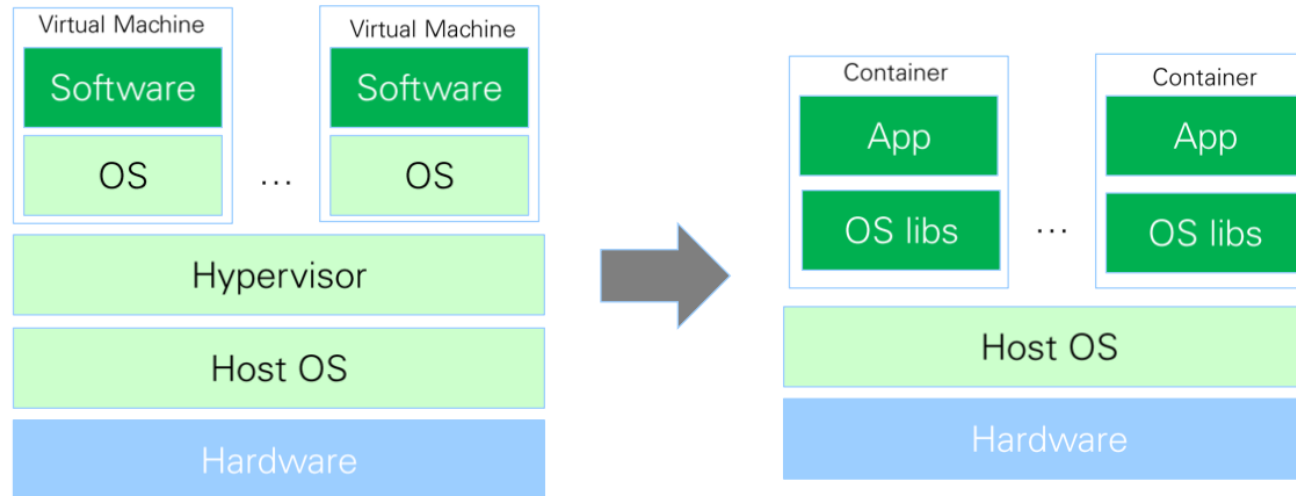 Virtual Machine
Software
OS
...
Virtual Machine
Software
OS
Hypervisor
Host OS
Hardware
Container
App
OS libs
...
Container
App
OS libs
Host OS
Hardware